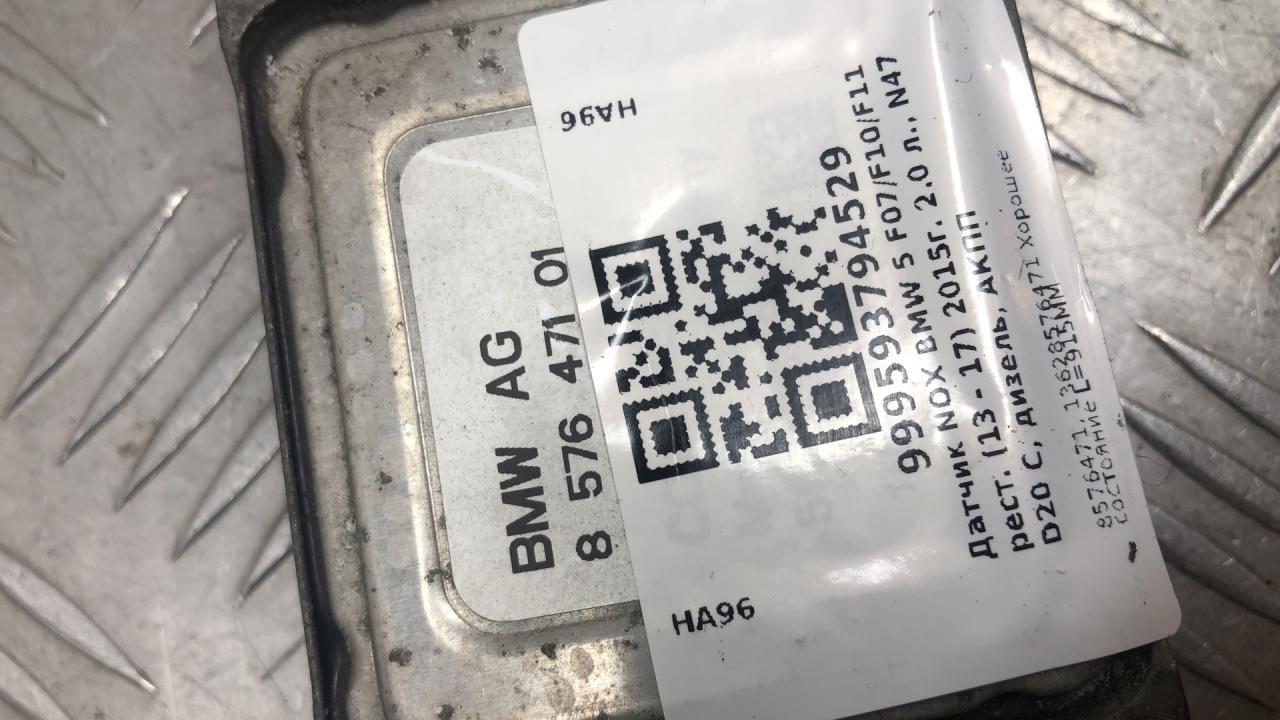 BMW AG
8 576 471 01
HA96
999593794529
Датчик NOX BMW 5 F07/F10/F11
рест. (13 - 17) 2015г. 2.0 л., N47
D20 C, дизель, АКПП
8576471 13628576471 Хорошее
состояние L=915ММ
HA96